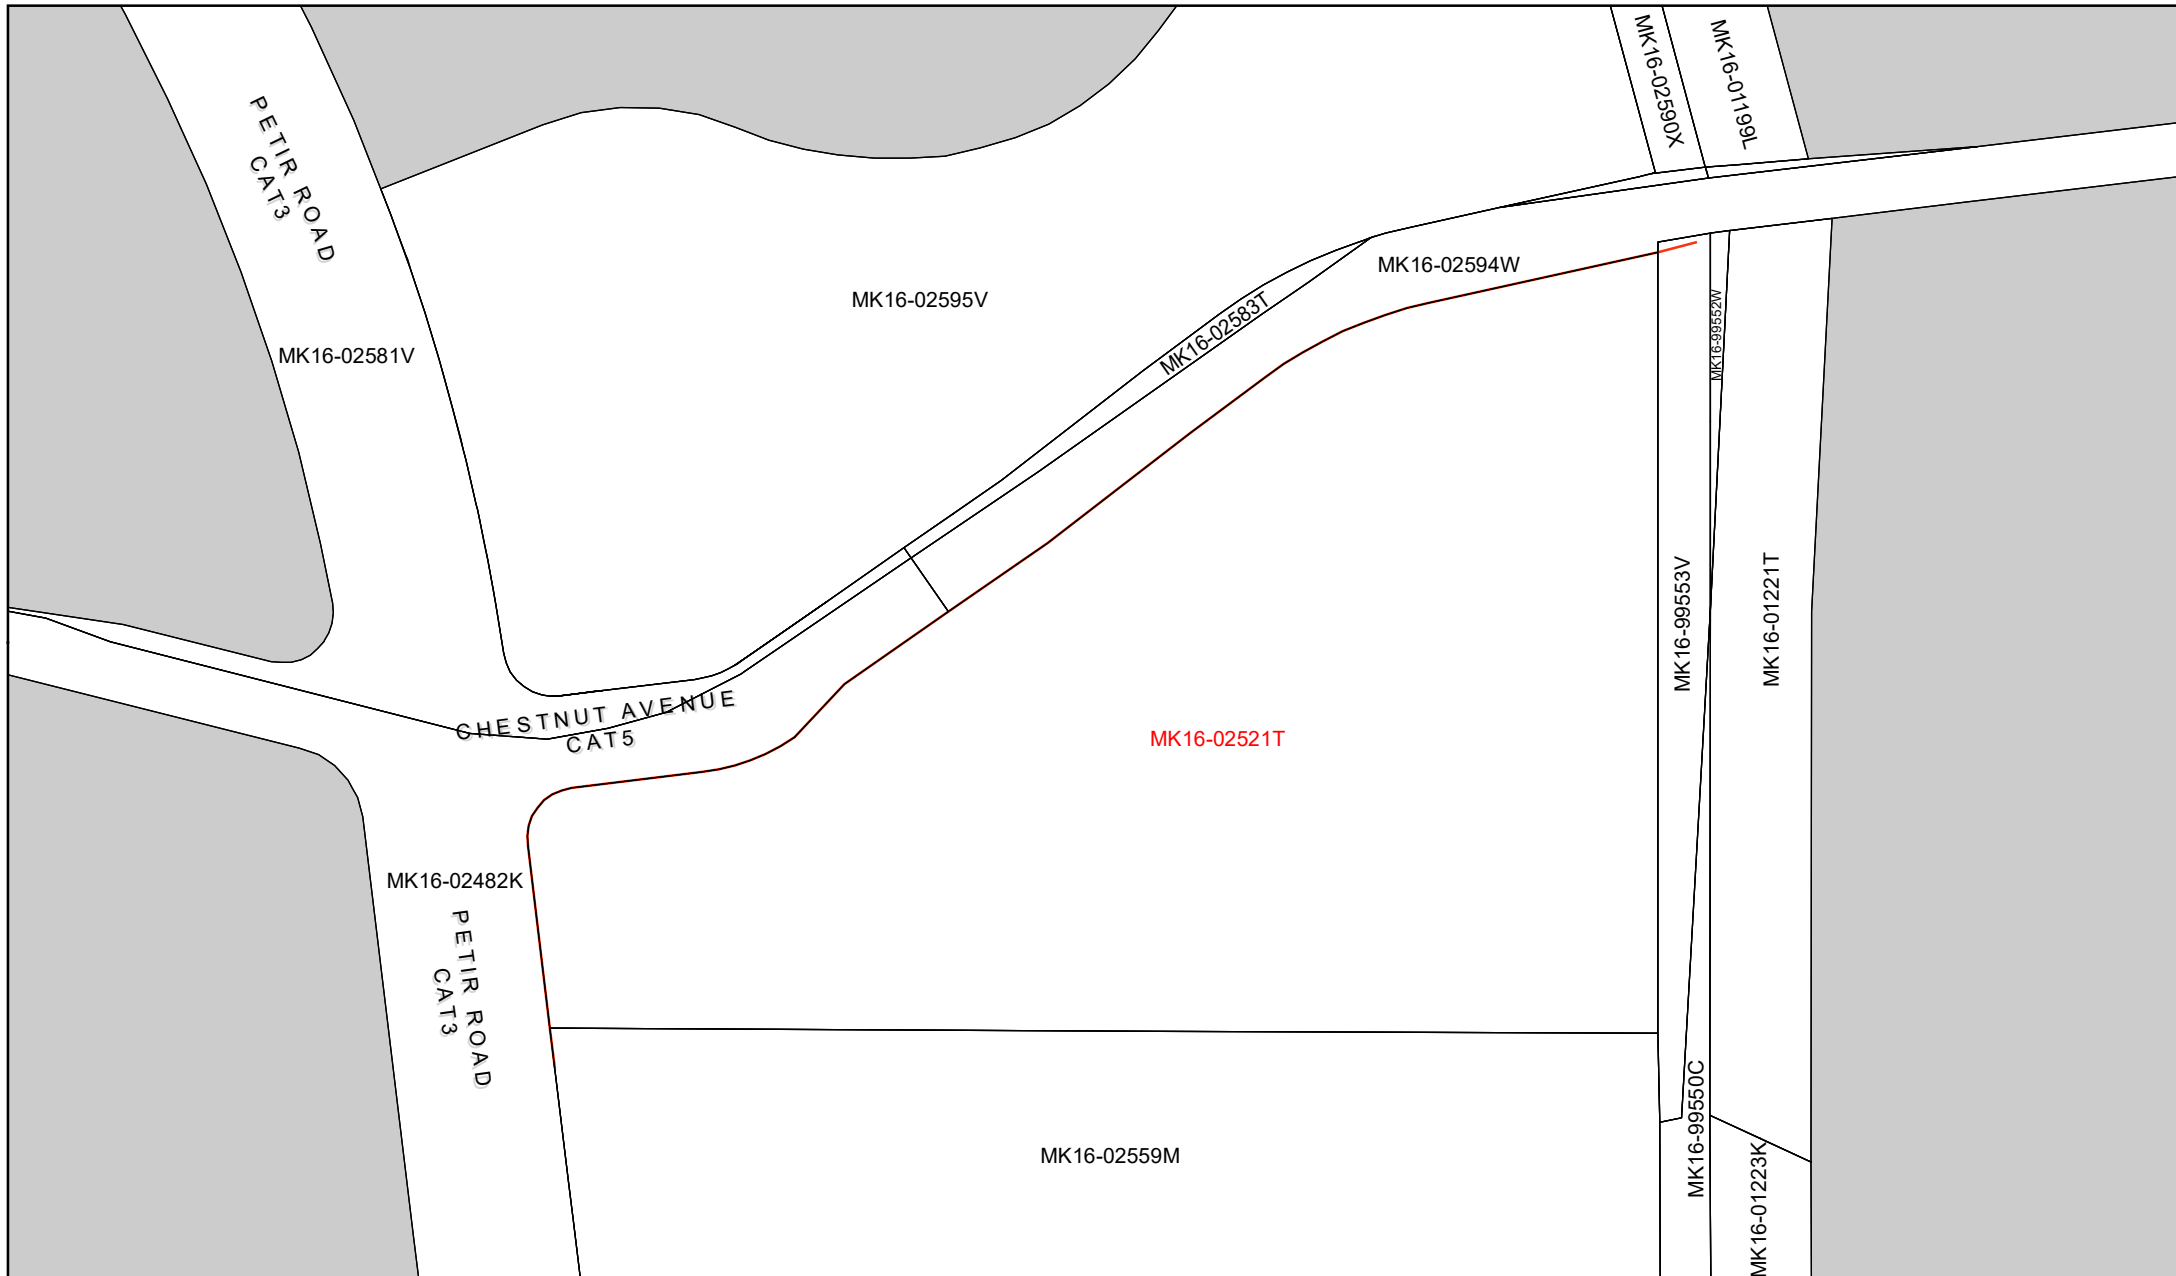 MK16-02590X
MK16-01199L
PETIR ROAD
CAT3
MK16-02594W
MK16-02595V
MK16-02583T
MK16-99552W
MK16-02581V
MK16-99553V
MK16-01221T
CHESTNUT AVENUE
CAT5
MK16-02521T
MK16-02482K
PETIR ROAD
CAT3
MK16-99550C
MK16-02559M
MK16-01223K